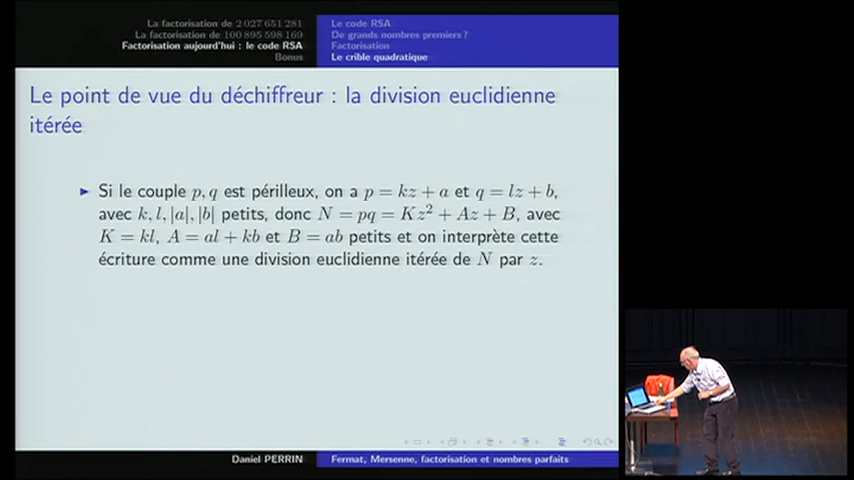 La factorisation de 2 027 651 281
La factorisation de 100 895 598 169
Factorisation aujourd'hui : le code RSA
Bonus
Le code RSA
De grands nombres premiers ?
Factorisation
Le crible quadratique
Le point de vue du déchiffreur : la division euclidienne
itérée
Si le couple p, q est périlleux, on a p = kz + a et q = lz + b,
avec k, l, |a|, |b| petits, donc N = pq = Kz² + Az + B, avec
K = kl, A = al + kb et B = ab petits et on interprète cette
écriture comme une division euclidienne itérée de N par z.
Daniel PERRIN
Fermat, Mersenne, factorisation et nombres parfaits